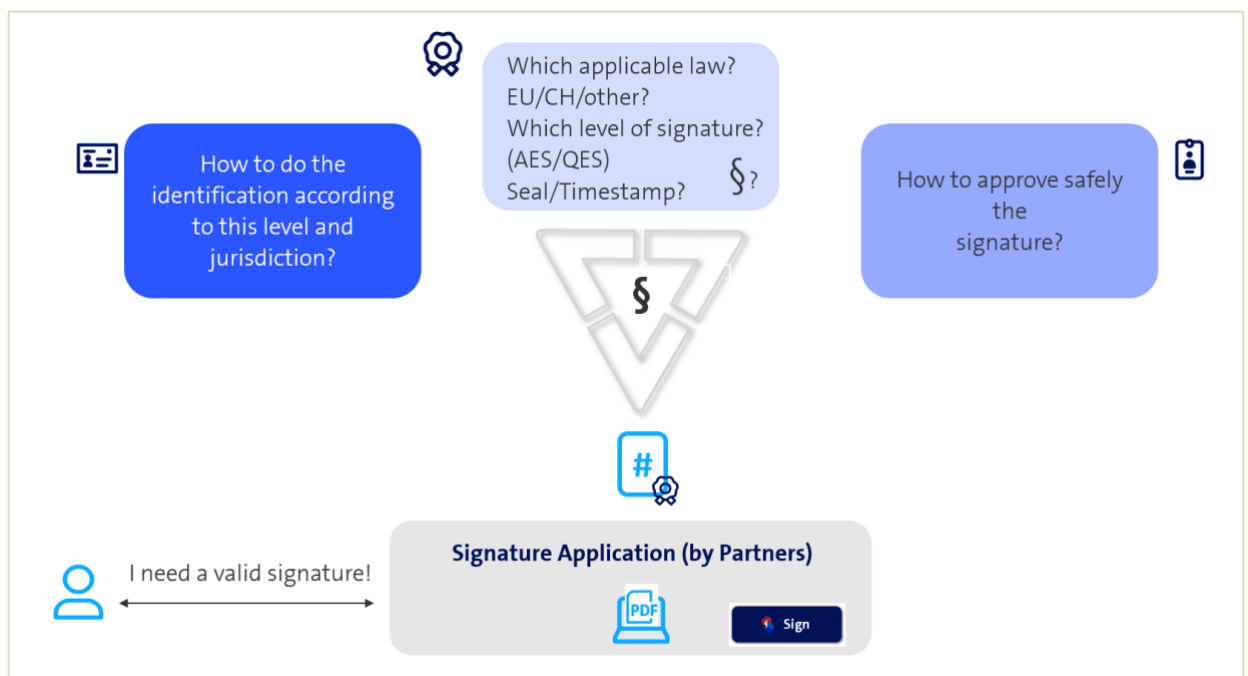 Which applicable law?
EU/CH/other?
Which level of signature?
(AES/QES)
Seal/Timestamp?
§?
How to do the
identification according
to this level and
jurisdiction?
How to approve safely
the
signature?
§
#
Signature Application (by Partners)
I need a valid signature!
PDF
Sign